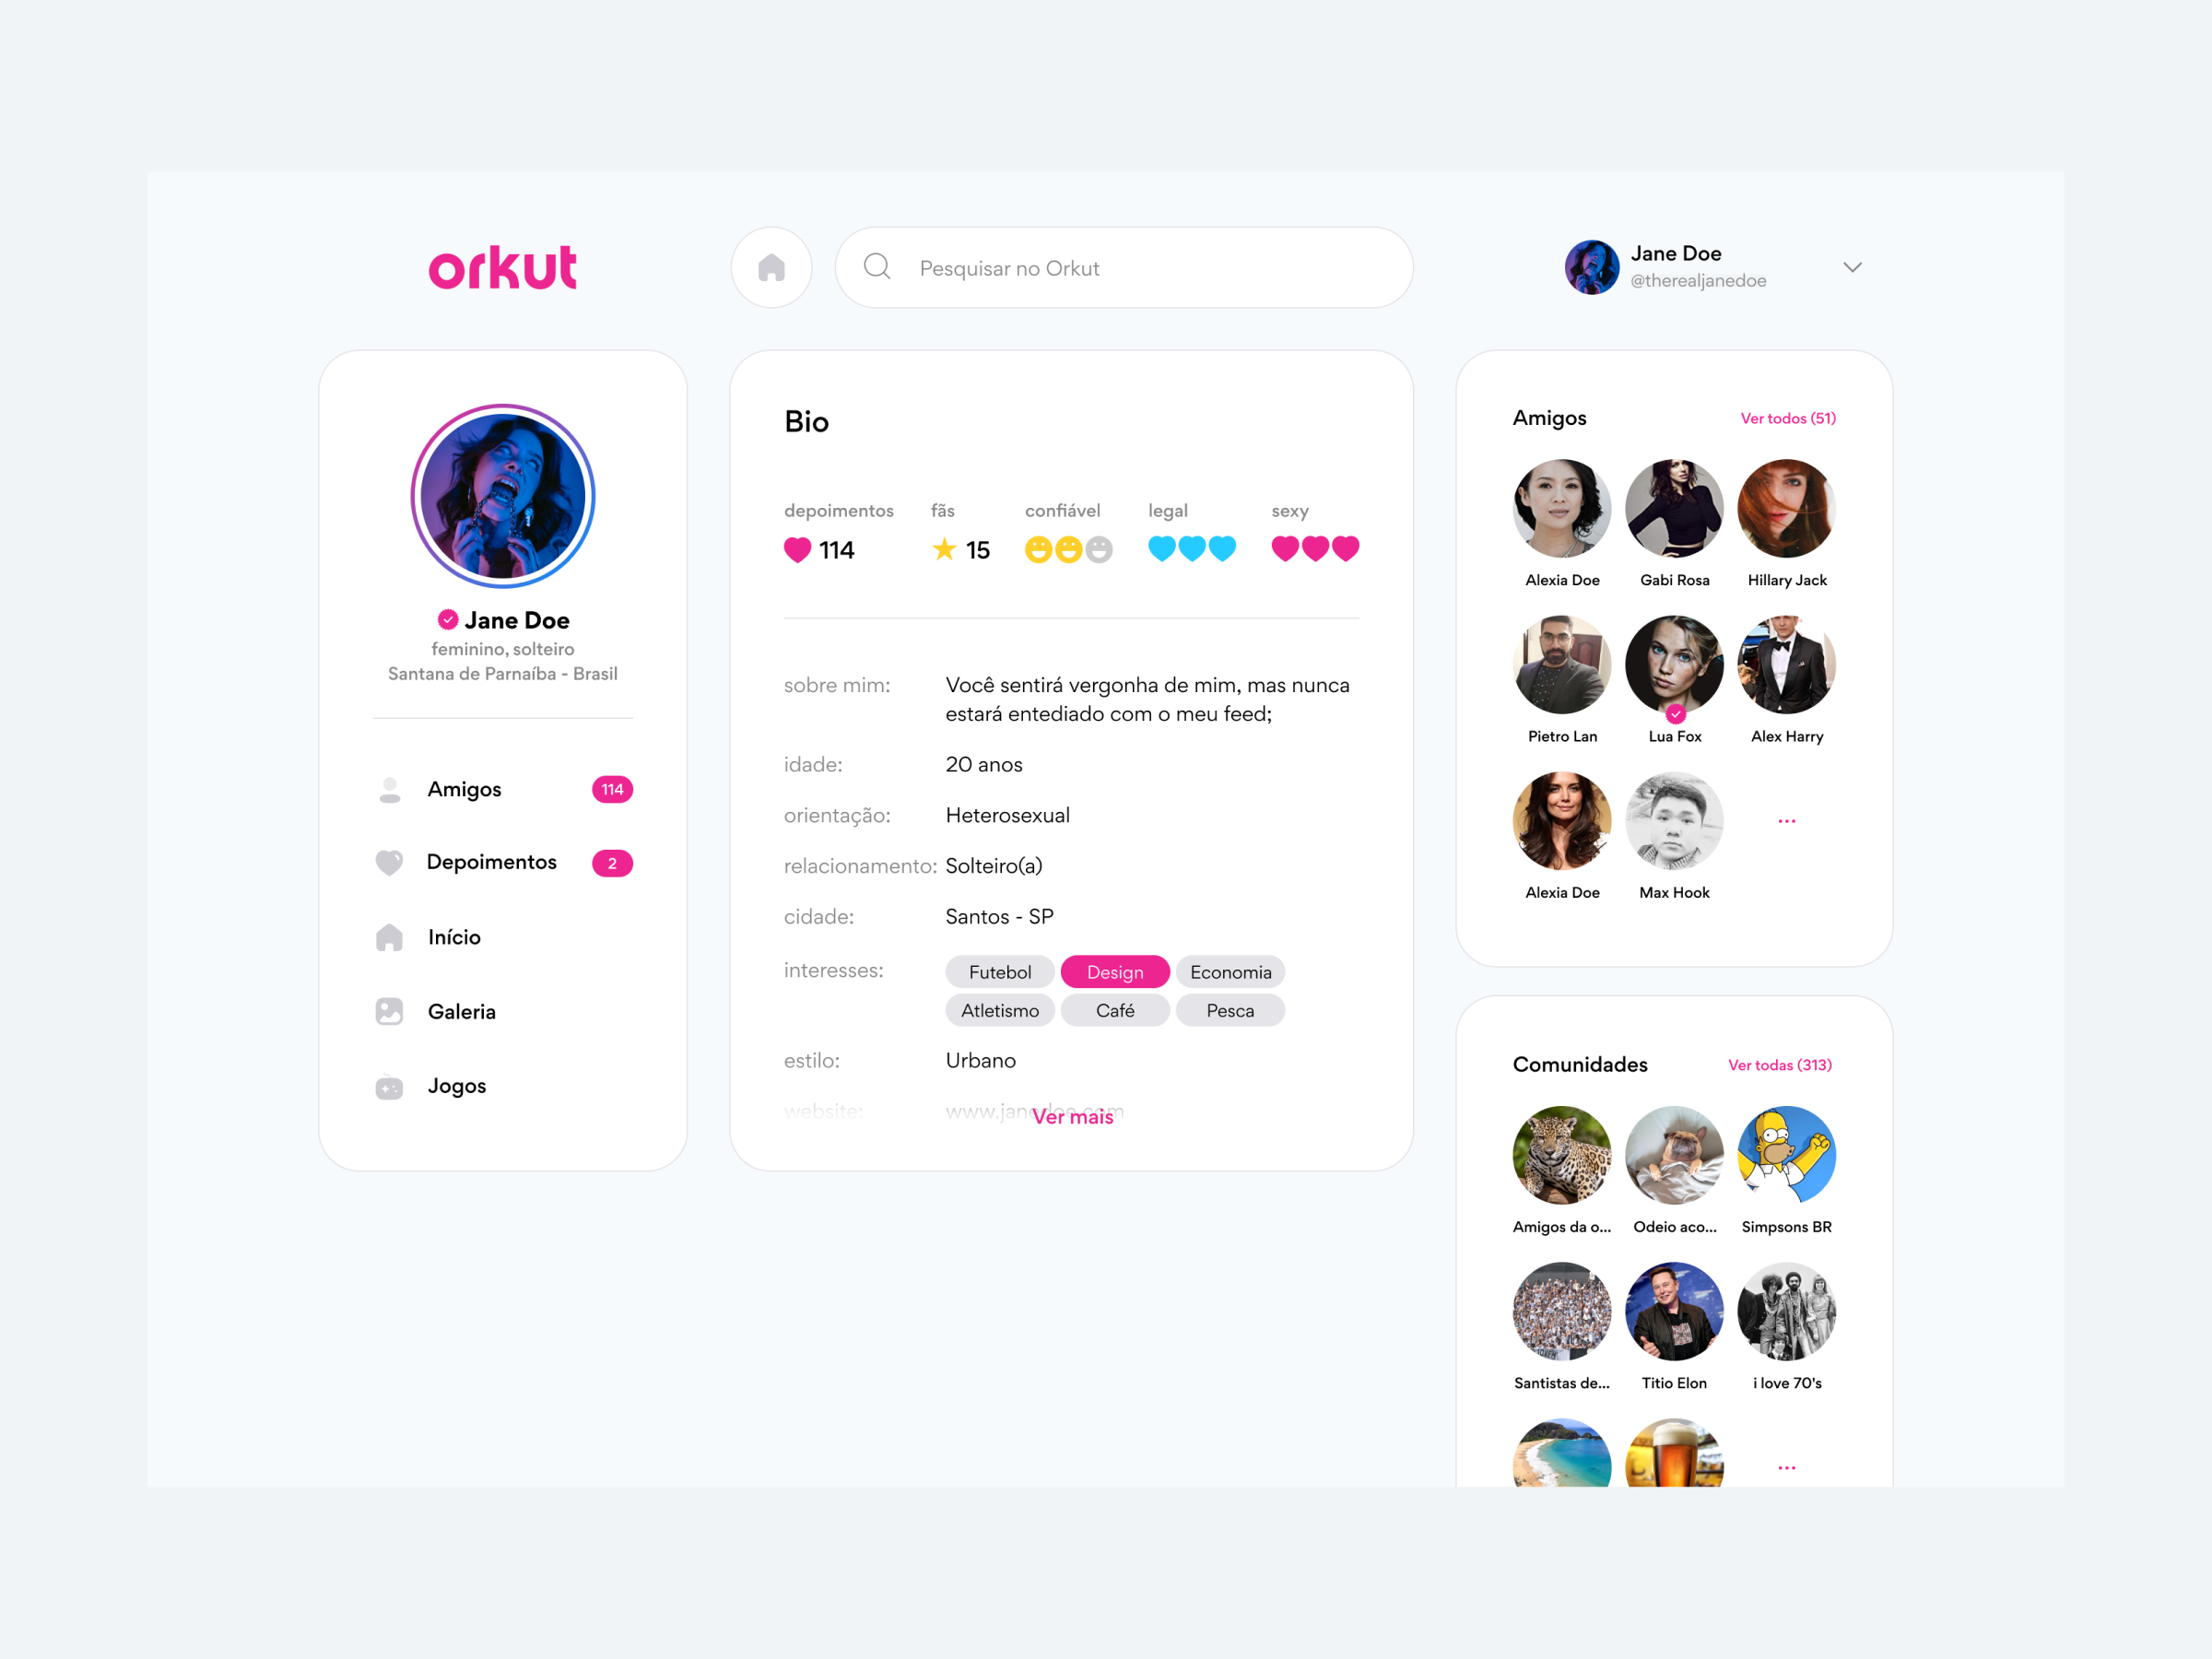 orkut
Pesquisar no Orkut
Jane Doe
@therealjanedoe
Jane Doe
feminino, solteiro
Santana de Parnaíba - Brasil
Amigos 114
Depoimentos 2
Início
Galeria
Jogos
Bio
depoimentos fãs confiável legal sexy
114 15
sobre mim: Você sentirá vergonha de mim, mas nunca
estará entediado com o meu feed;
idade: 20 anos
orientação: Heterosexual
relacionamento: Solteiro(a)
cidade: Santos - SP
interesses: Futebol Design Economia
Atletismo Café Pesca
estilo: Urbano
website: www.janedoe.com
Ver mais
Amigos Ver todos (51)
Alexia Doe Gabi Rosa Hillary Jack
Pietro Lan Lua Fox Alex Harry
Alexia Doe Max Hook
...
Comunidades Ver todas (313)
Amigos da o... Odeio aco... Simpsons BR
Santistas de... Titio Elon i love 70's
...